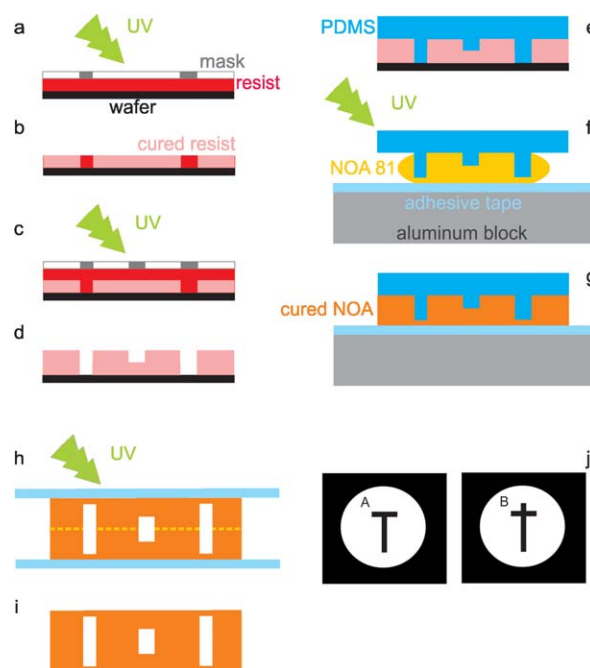 a
UV
mask
resist
wafer
b
cured resist
c
UV
d
PDMS
e
UV
f
NOA 81
adhesive tape
aluminum block
g
cured NOA
h
UV
i
j
A
B